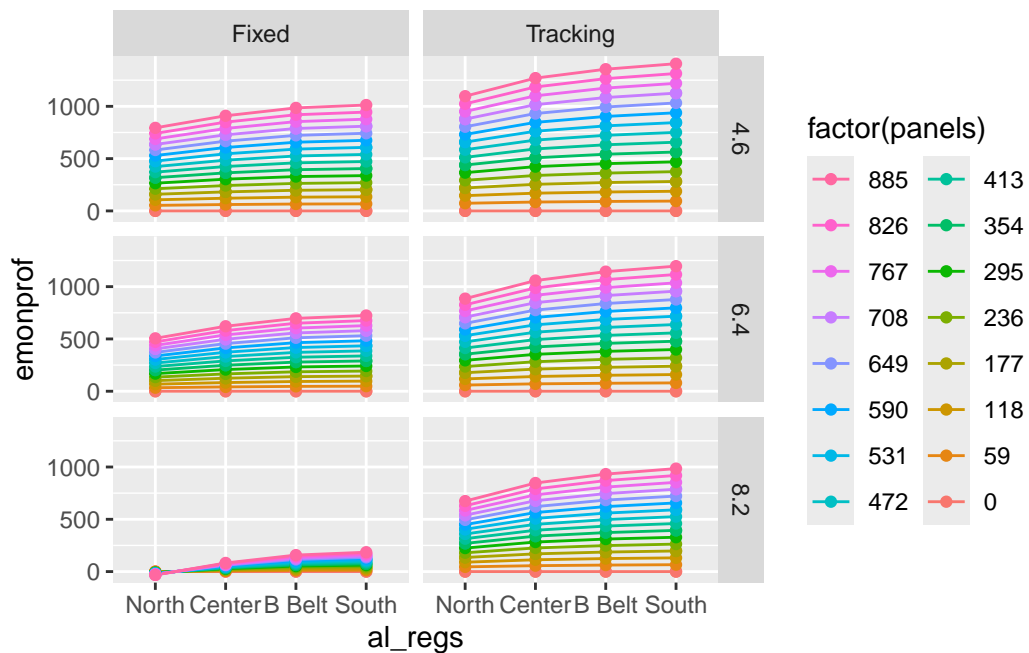 Fixed
Tracking
1000
500
0
4.6
1000
500
0
6.4
1000
500
0
8.2
North Center B Belt South
North Center B Belt South
al_regs
emonprof
factor(panels)
885 413
826 354
767 295
708 236
649 177
590 118
531 59
472 0